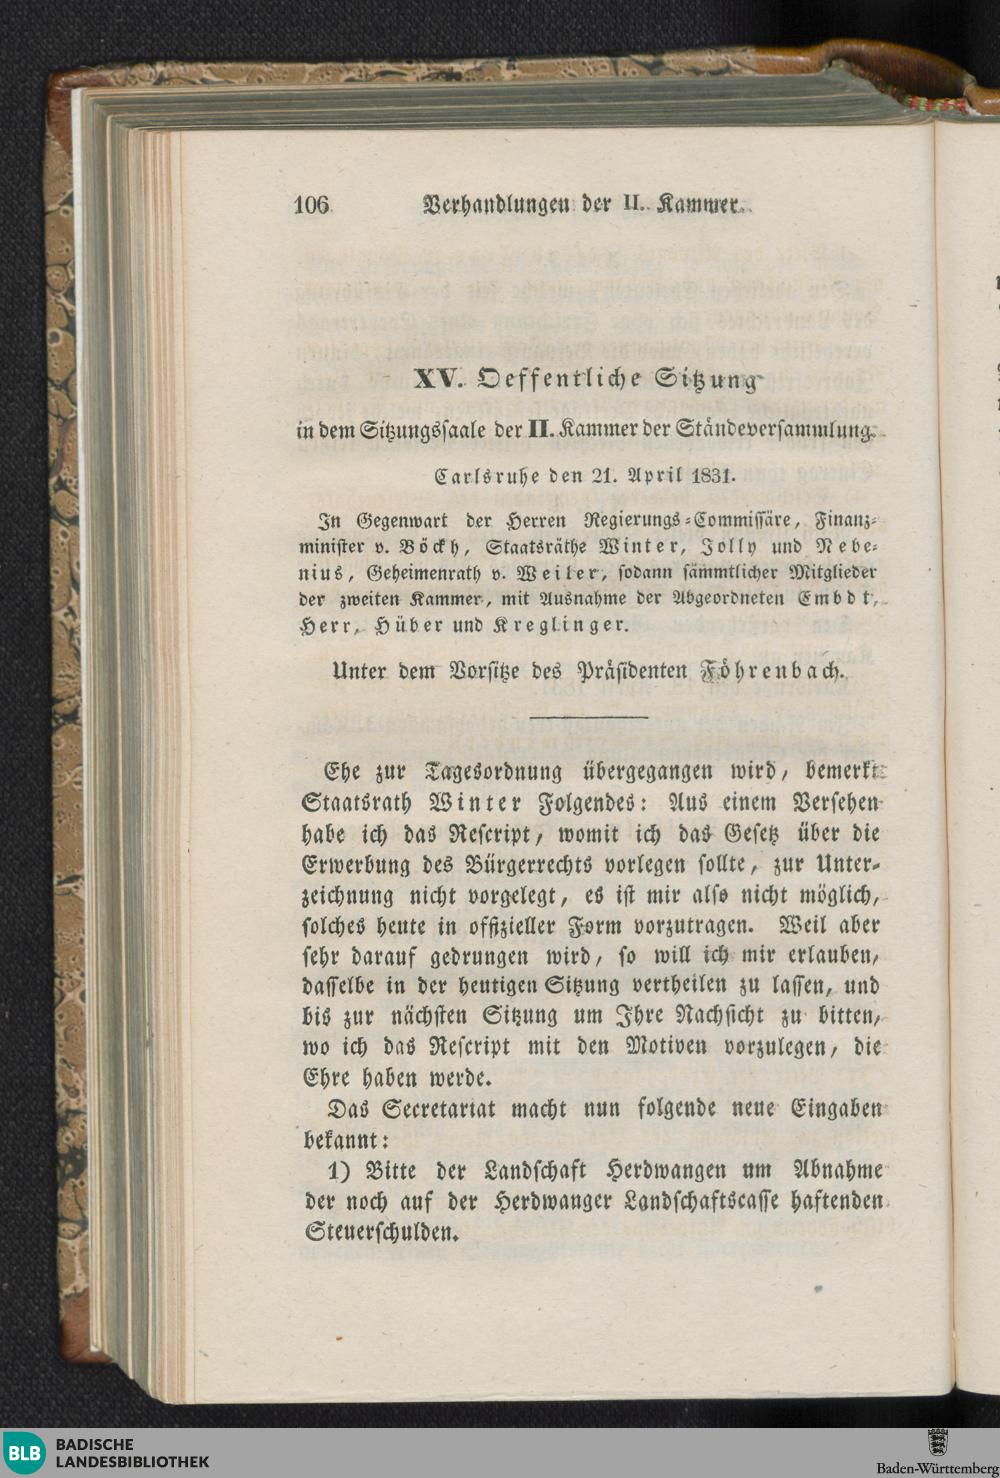 106 Verhandlungen der II. Kammer.
XV. Oeffentliche Sitzung
in dem Sitzungssaale der II. Kammer der Ständeversammlung.
Carlsruhe den 21. April 1831.
In Gegenwart der Herren Regierungs-Commissäre, Finanz-
minister v. Böckh, Staatsräthe Winter, Jolly und Nebe-
nius, Geheimenrath v. Weiler, sodann sämmtlicher Mitglieder
der zweiten Kammer, mit Ausnahme der Abgeordneten Embdt,
Herr, Hüber und Kreglinger.
Unter dem Vorsitze des Präsidenten Föhrenbach.
Ehe zur Tagesordnung übergegangen wird, bemerkt
Staatsrath Winter Folgendes: Aus einem Versehen
habe ich das Rescript, womit ich das Gesetz über die
Erwerbung des Bürgerrechts vorlegen sollte, zur Unter-
zeichnung nicht vorgelegt, es ist mir also nicht möglich,
solches heute in offizieller Form vorzutragen. Weil aber
sehr darauf gedrungen wird, so will ich mir erlauben,
dasselbe in der heutigen Sitzung vertheilen zu lassen, und
bis zur nächsten Sitzung um Ihre Nachsicht zu bitten,
wo ich das Rescript mit den Motiven vorzulegen, die
Ehre haben werde.
Das Secretariat macht nun folgende neue Eingaben
bekannt:
1) Bitte der Landschaft Herdwangen um Abnahme
der noch auf der Herdwanger Landschaftscasse haftenden
Steuerschulden.
BLB BADISCHE
LANDESBIBLIOTHEK
Baden-Württemberg